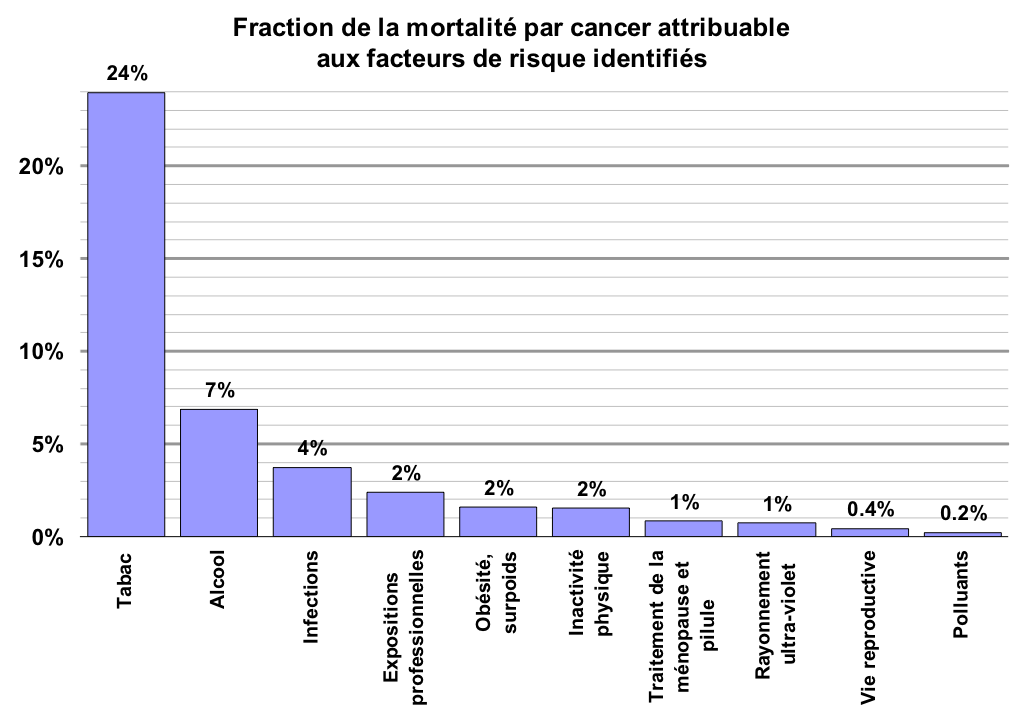 Fraction de la mortalité par cancer attribuable
aux facteurs de risque identifiés
24%
20%
15%
10%
7%
5%
4%
2%
2%
2%
1%
1%
0.4%
0.2%
0%
Tabac
Alcool
Infections
Expositions
professionnelles
Obésité,
surpoids
Inactivité
physique
Traitement de la
ménopause et
pilule
Rayonnement
ultra-violet
Vie reproductive
Polluants